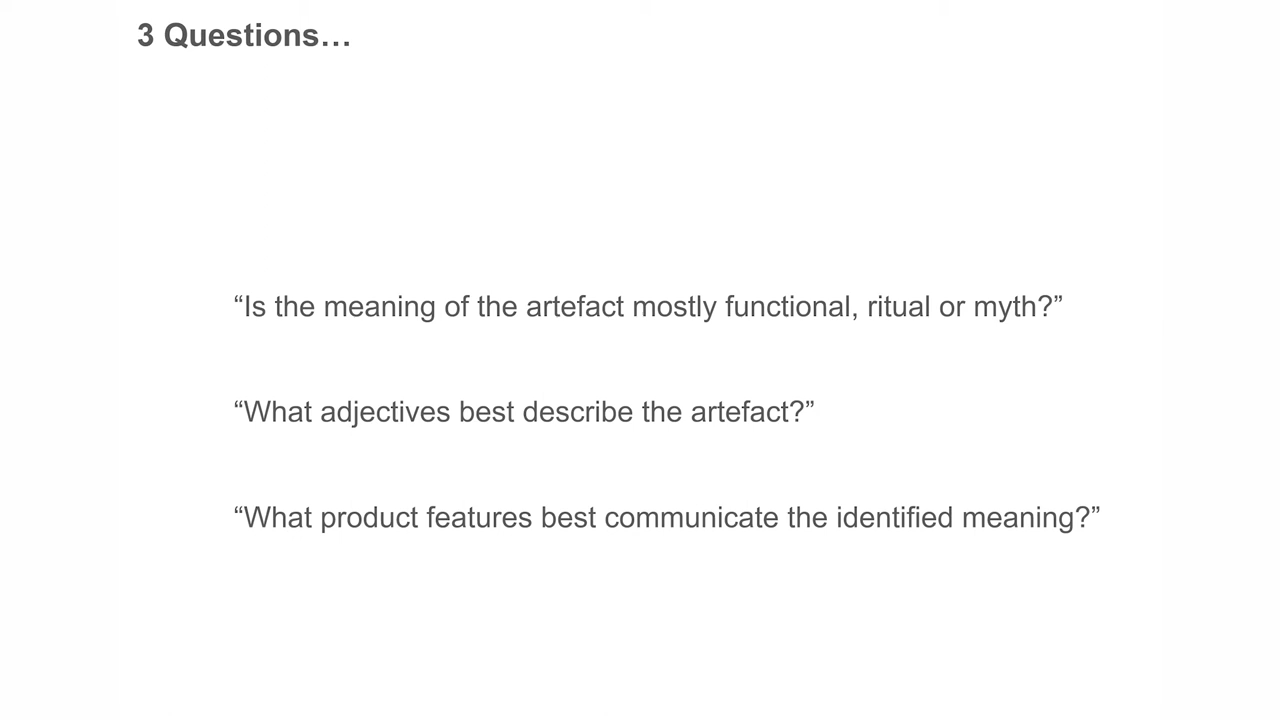 3 Questions…
“Is the meaning of the artefact mostly functional, ritual or myth?”
“What adjectives best describe the artefact?”
“What product features best communicate the identified meaning?”